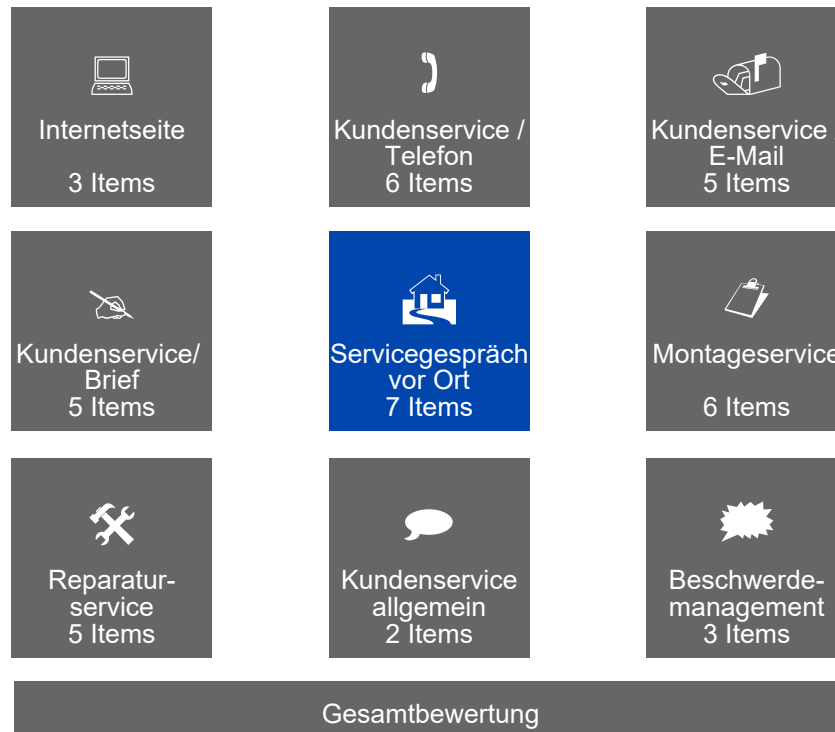 Internetseite
3 Items
Kundenservice /
Telefon
6 Items
Kundenservice
E-Mail
5 Items
Kundenservice/
Brief
5 Items
Servicegespräch
vor Ort
7 Items
Montageservice
6 Items
Reparatur-
service
5 Items
Kundenservice
allgemein
2 Items
Beschwerde-
management
3 Items
Gesamtbewertung